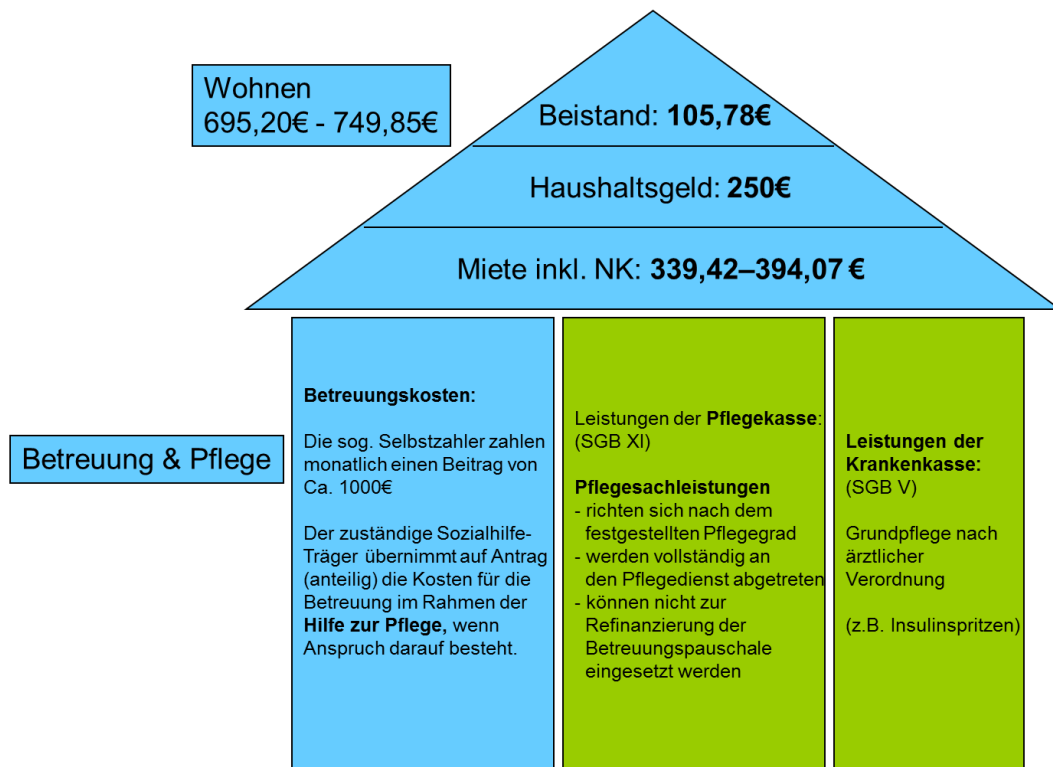 Wohnen
695,20€ - 749,85€
Beistand: 105,78€
Haushaltsgeld: 250€
Miete inkl. NK: 339,42–394,07 €
Betreuung & Pflege
Betreuungskosten:
Die sog. Selbstzahler zahlen
monatlich einen Beitrag von
Ca. 1000€
Der zuständige Sozialhilfe-
Träger übernimmt auf Antrag
(anteilig) die Kosten für die
Betreuung im Rahmen der
Hilfe zur Pflege, wenn
Anspruch darauf besteht.
Leistungen der Pflegekasse:
(SGB XI)
Pflegesachleistungen
- richten sich nach dem
festgestellten Pflegegrad
- werden vollständig an
den Pflegedienst abgetreten
- können nicht zur
Refinanzierung der
Betreuungspauschale
eingesetzt werden
Leistungen der
Krankenkasse:
(SGB V)
Grundpflege nach
ärztlicher
Verordnung
(z.B. Insulinspritzen)